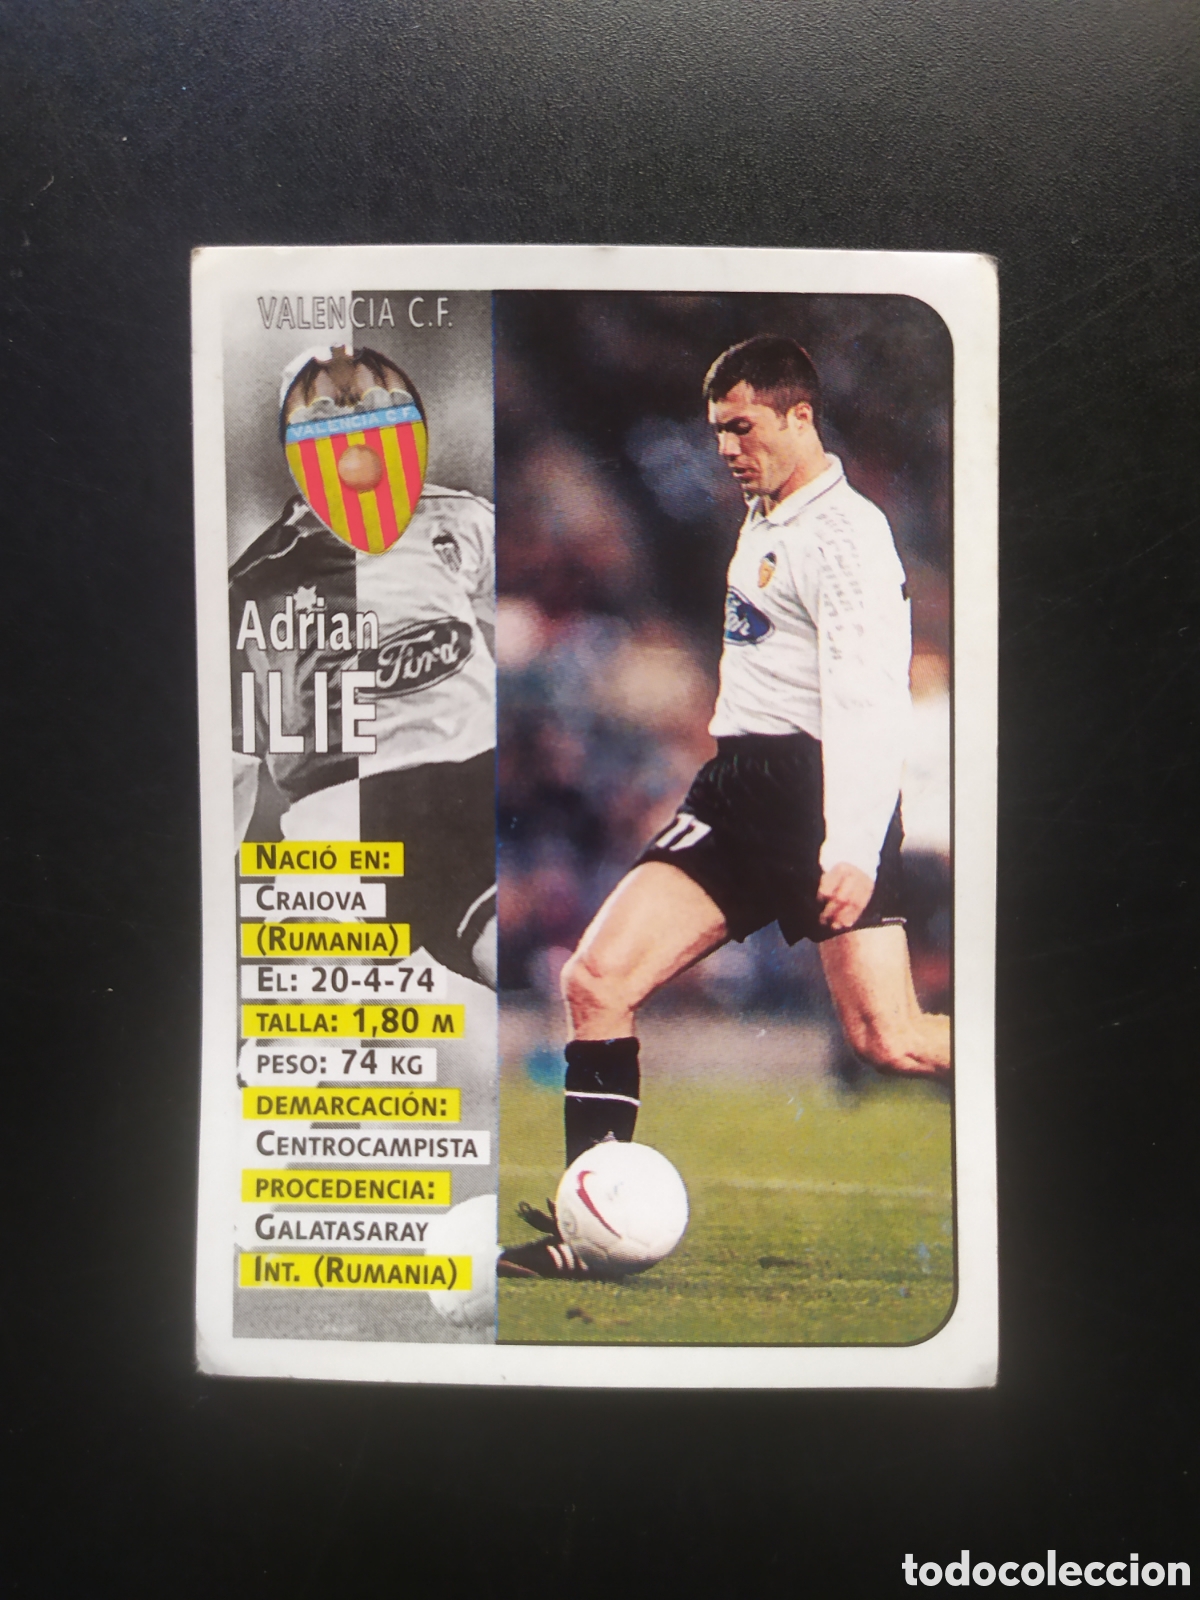 VALENCIA C.F.
VALENCIA C.F.
Adrian
ILIE
Ford
17
NACIÓ EN:
CRAIOVA
(RUMANIA)
EL: 20-4-74
TALLA: 1,80 M
PESO: 74 KG
DEMARCACIÓN:
CENTROCAMPISTA
PROCEDENCIA:
GALATASARAY
INT. (RUMANIA)
todocoleccion